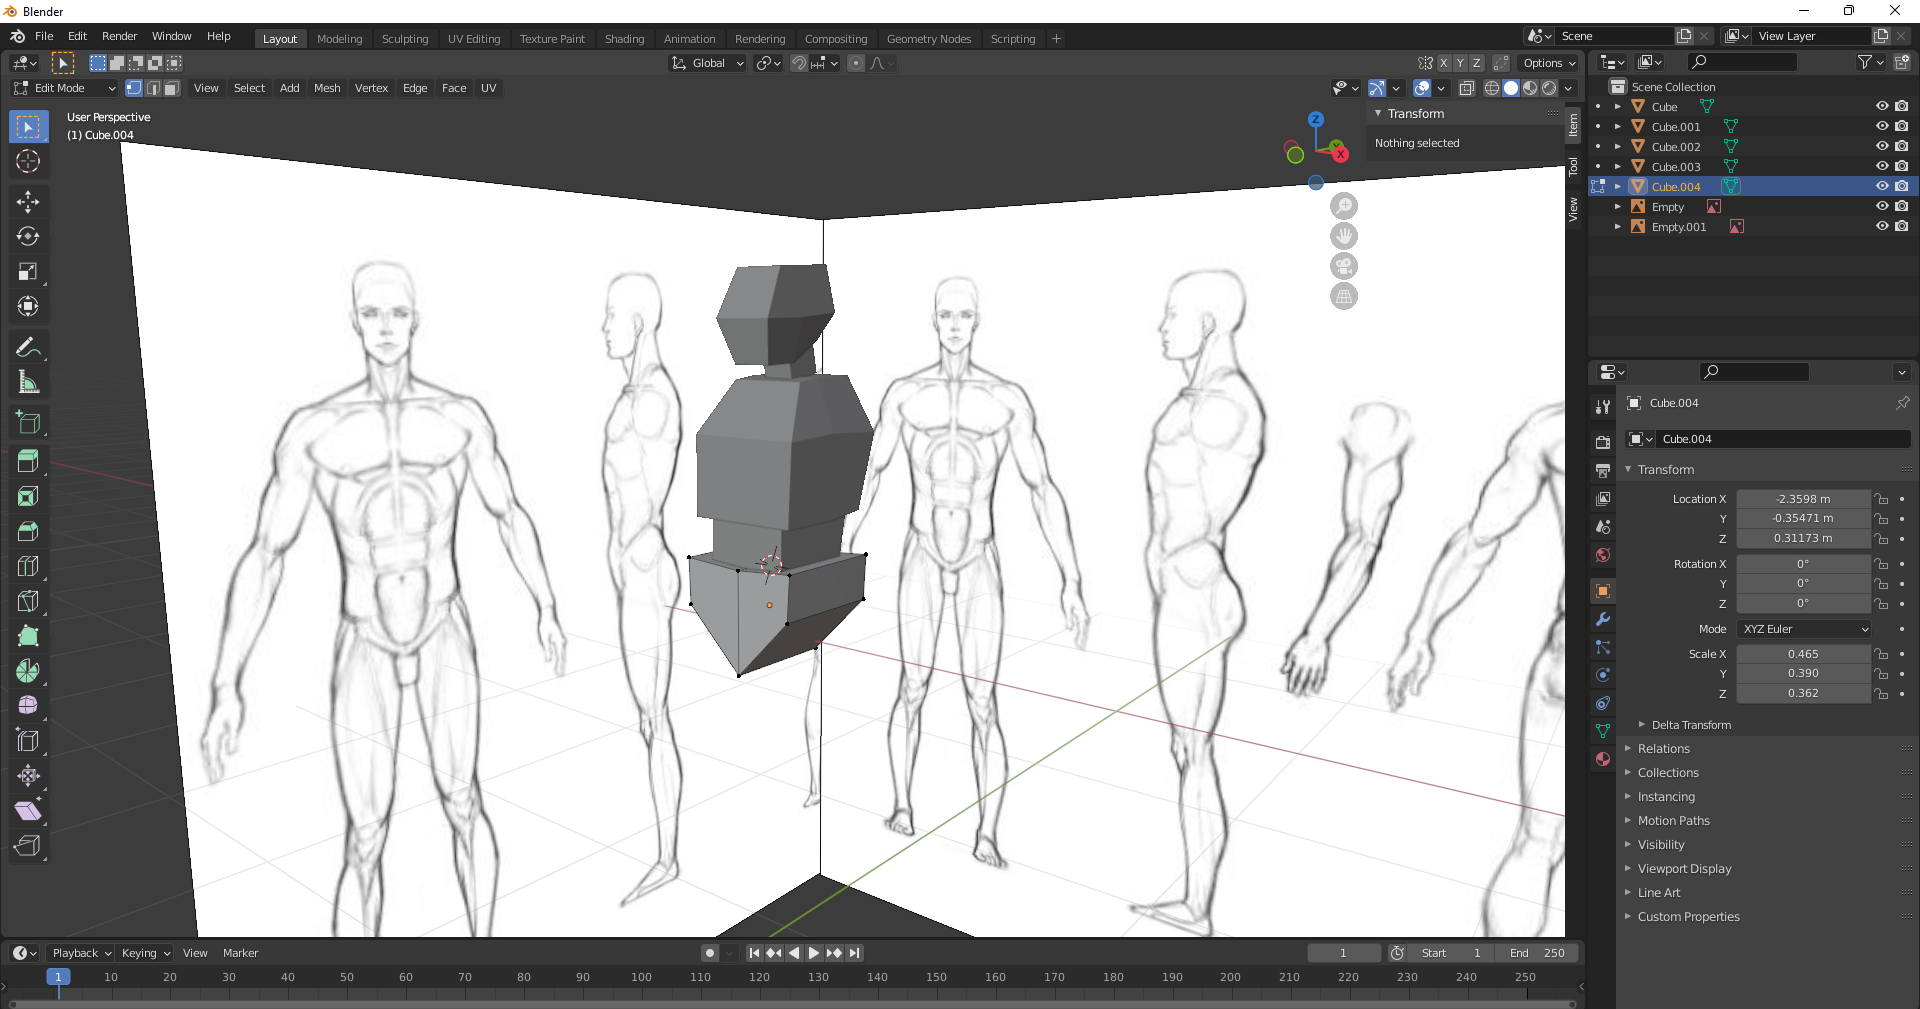 Blender
File Edit Render Window Help Layout Modeling Sculpting UV Editing Texture Paint Shading Animation Rendering Compositing Geometry Nodes Scripting + Scene View Layer
Global X Y Z Options
Edit Mode View Select Add Mesh Vertex Edge Face UV
User Perspective
(1) Cube.004
Z
Y
X
Transform
Nothing selected
Item
Tool
View
Scene Collection
Cube
Cube.001
Cube.002
Cube.003
Cube.004
Empty
Empty.001
Cube.004
Cube.004
Transform
Location X -2.3598 m
Y -0.35471 m
Z 0.31173 m
Rotation X 0°
Y 0°
Z 0°
Mode XYZ Euler
Scale X 0.465
Y 0.390
Z 0.362
Delta Transform
Relations
Collections
Instancing
Motion Paths
Visibility
Viewport Display
Line Art
Custom Properties
Playback Keying View Marker 1 Start 1 End 250
1 10 20 30 40 50 60 70 80 90 100 110 120 130 140 150 160 170 180 190 200 210 220 230 240 250